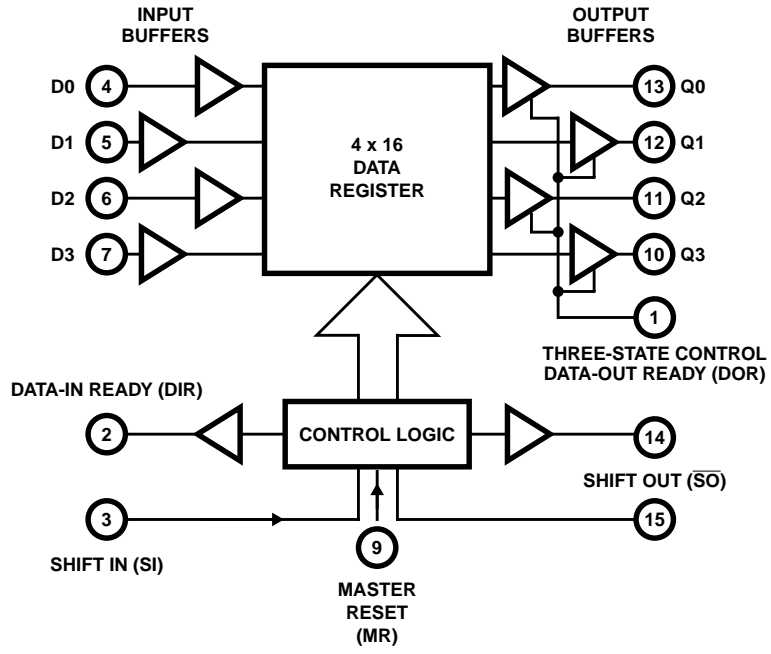 INPUT
BUFFERS
OUTPUT
BUFFERS
D0 4
13 Q0
D1 5
12 Q1
D2 6
11 Q2
D3 7
10 Q3
4 x 16
DATA
REGISTER
1
THREE-STATE CONTROL
DATA-OUT READY (DOR)
DATA-IN READY (DIR)
2
CONTROL LOGIC
14
SHIFT OUT (S̅O̅)
3
15
SHIFT IN (SI)
9
MASTER
RESET
(MR)